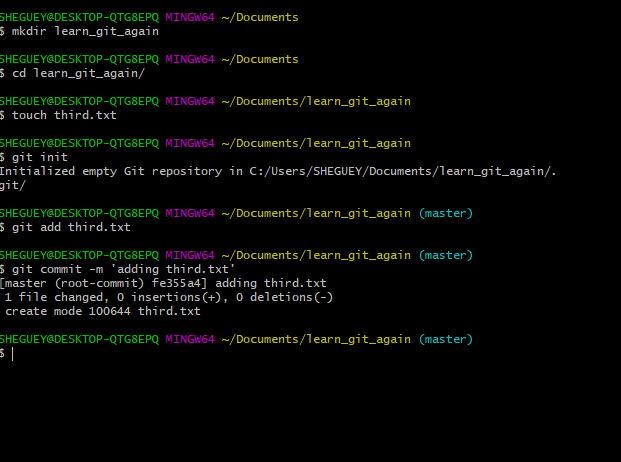 SHEGUEY@DESKTOP-QTG8EPQ MINGW64 ~/Documents
$ mkdir learn_git_again
SHEGUEY@DESKTOP-QTG8EPQ MINGW64 ~/Documents
$ cd learn_git_again/
SHEGUEY@DESKTOP-QTG8EPQ MINGW64 ~/Documents/learn_git_again
$ touch third.txt
SHEGUEY@DESKTOP-QTG8EPQ MINGW64 ~/Documents/learn_git_again
$ git init
Initialized empty Git repository in C:/Users/SHEGUEY/Documents/learn_git_again/.
git/
SHEGUEY@DESKTOP-QTG8EPQ MINGW64 ~/Documents/learn_git_again (master)
$ git add third.txt
SHEGUEY@DESKTOP-QTG8EPQ MINGW64 ~/Documents/learn_git_again (master)
$ git commit -m 'adding third.txt'
[master (root-commit) fe355a4] adding third.txt
1 file changed, 0 insertions(+), 0 deletions(-)
create mode 100644 third.txt
SHEGUEY@DESKTOP-QTG8EPQ MINGW64 ~/Documents/learn_git_again (master)
$